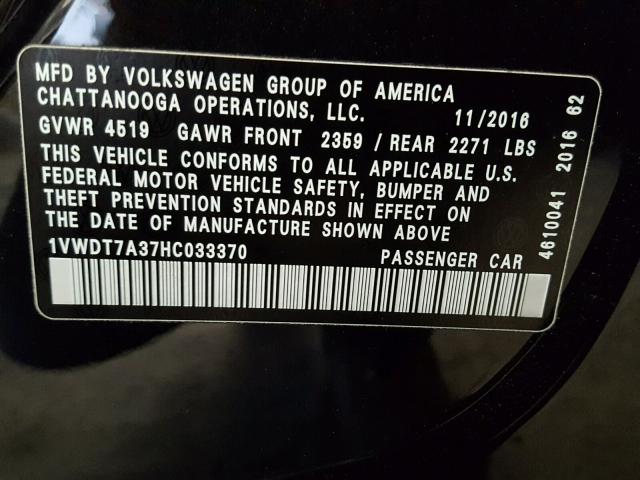 MFD BY VOLKSWAGEN GROUP OF AMERICA
CHATTANOOGA OPERATIONS, LLC. 11/2016
GVWR 4519 GAWR FRONT 2359 / REAR 2271 LBS
THIS VEHICLE CONFORMS TO ALL APPLICABLE U.S.
FEDERAL MOTOR VEHICLE SAFETY, BUMPER AND
THEFT PREVENTION STANDARDS IN EFFECT ON
THE DATE OF MANUFACTURE SHOWN ABOVE
1VWDT7A37HC033370 PASSENGER CAR
4610041 2016 62